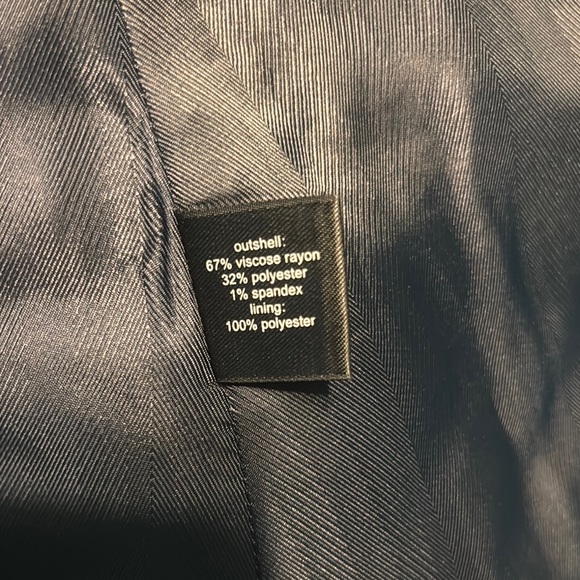 outshell:
67% viscose rayon
32% polyester
1% spandex
lining:
100% polyester